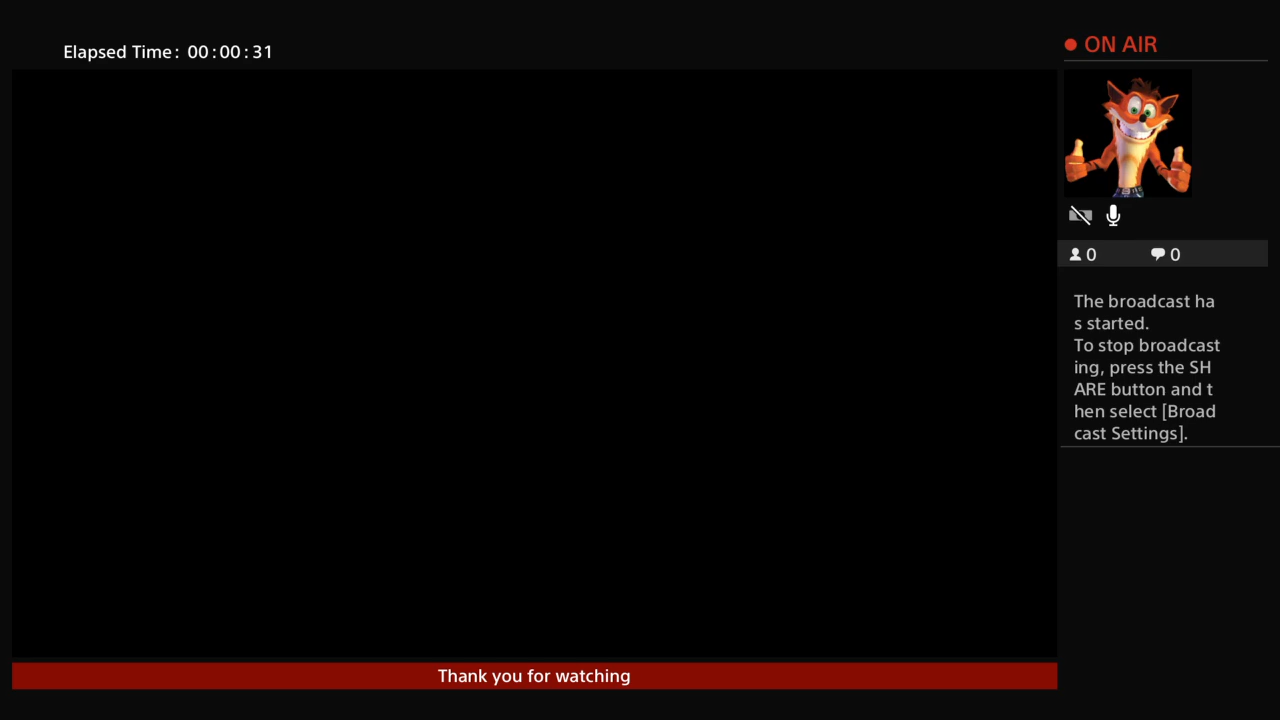 Elapsed Time: 00:00:31
ON AIR
0 0
The broadcast ha
s started.
To stop broadcast
ing, press the SH
ARE button and t
hen select [Broad
cast Settings].
Thank you for watching